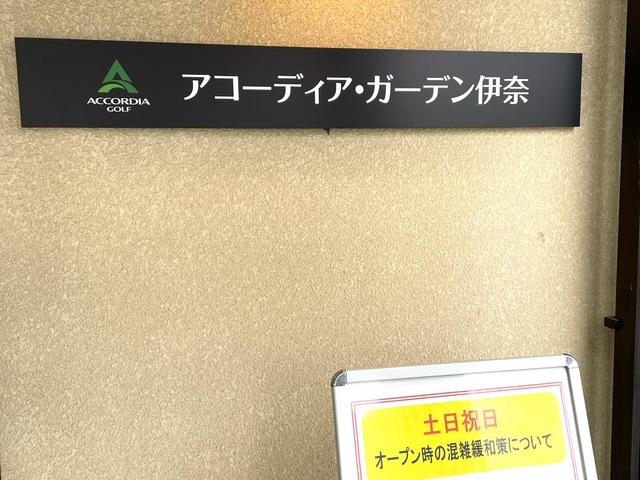 ACCORDIA
GOLF
アコーディア・ガーデン伊奈
土日祝日
オープン時の混雑緩和策について